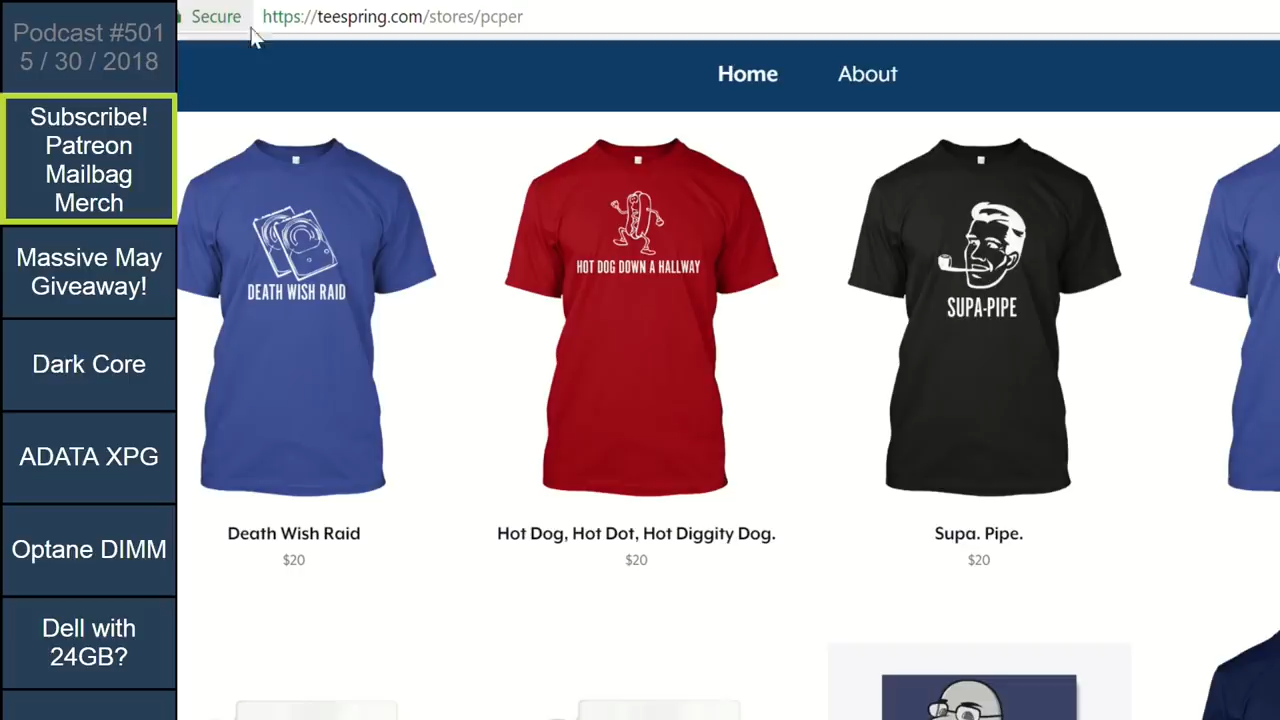 Podcast #501
5 / 30 / 2018
Subscribe!
Patreon
Mailbag
Merch
Massive May
Giveaway!
Dark Core
ADATA XPG
Optane DIMM
Dell with
24GB?
Secure
https://teespring.com/stores/pcper
Home
About
DEATH WISH RAID
HOT DOG DOWN A HALLWAY
SUPA-PIPE
Death Wish Raid
$20
Hot Dog, Hot Dot, Hot Diggity Dog.
$20
Supa. Pipe.
$20